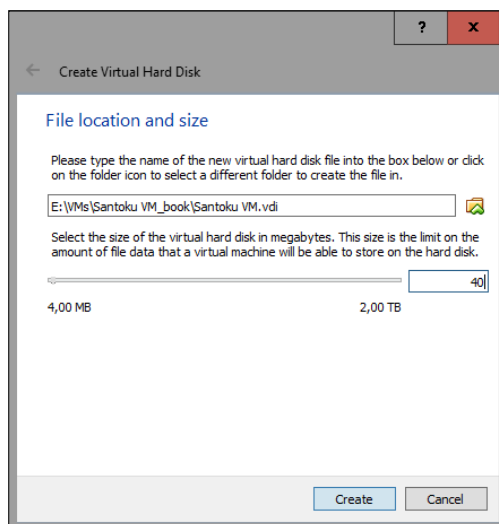 ?
x
Create Virtual Hard Disk
File location and size
Please type the name of the new virtual hard disk file into the box below or click
on the folder icon to select a different folder to create the file in.
E:\VMs\Santoku VM_book\Santoku VM.vdi
Select the size of the virtual hard disk in megabytes. This size is the limit on the
amount of file data that a virtual machine will be able to store on the hard disk.
40
4,00 MB 2,00 TB
Create Cancel